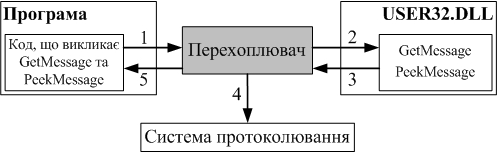 Програма
USER32.DLL
Код, що викликає
GetMessage та
PeekMessage
1
5
Перехоплювач
2
3
GetMessage
PeekMessage
4
Система протоколювання